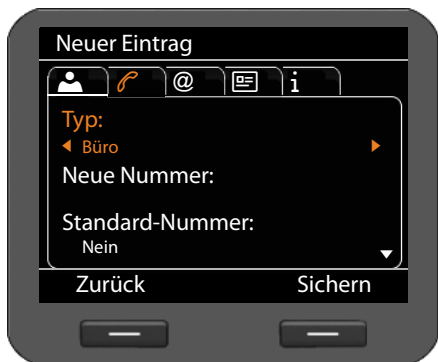 Neuer Eintrag
@ i
Typ:
Büro
Neue Nummer:
Standard-Nummer:
Nein
Zurück Sichern